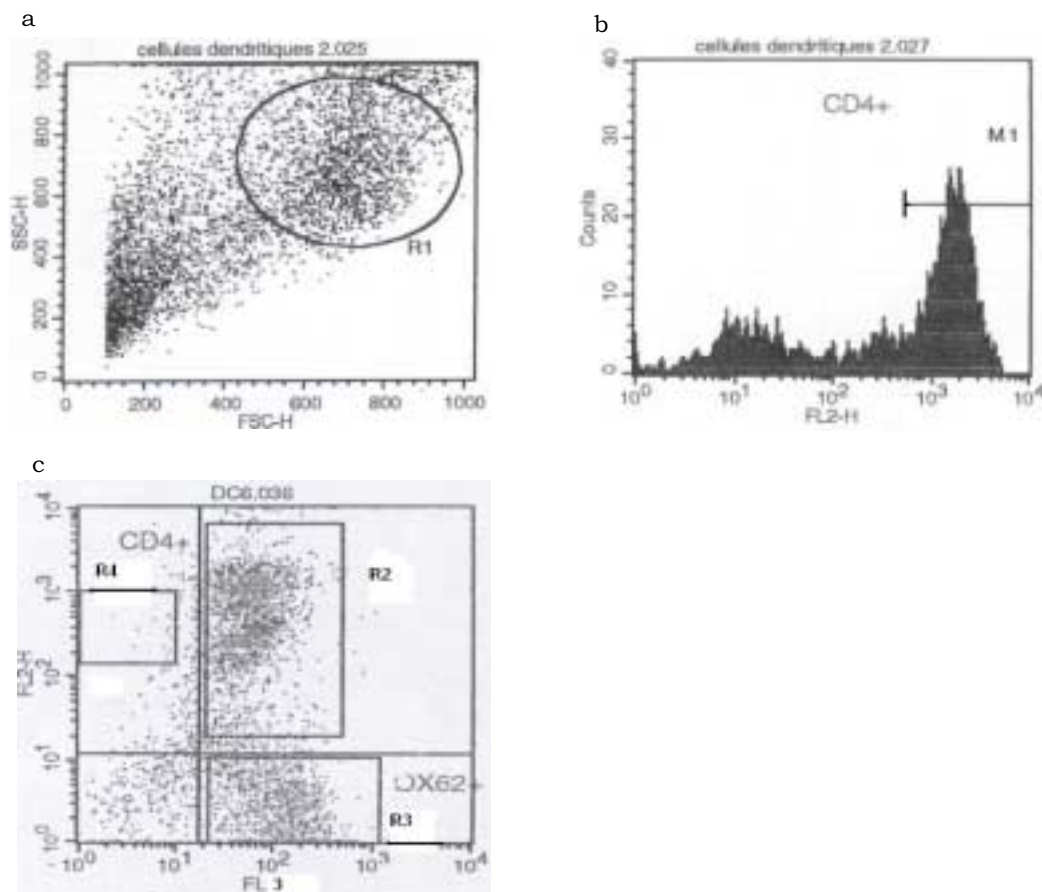 a
cellules dendritiques 2.025
1000
800
600
400
200
0
SSC-H
R1
0 200 400 600 800 1000
FSC-H
b
cellules dendritiques 2.027
40
30
20
10
0
Counts
CD4+
M1
10^0 10^1 10^2 10^3 10^4
FL2-H
c
DC6.036
10^4
10^3
10^2
10^1
10^0
FL2-H
CD4+
R4
R2
OX62+
R3
10^0 10^1 10^2 10^3 10^4
FL 3